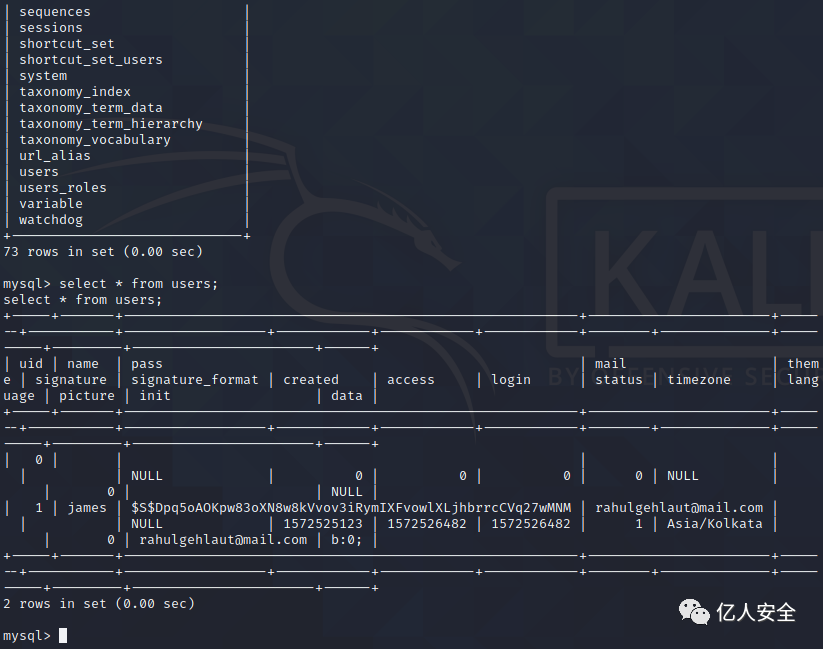 | sequences |
| sessions |
| shortcut_set |
| shortcut_set_users |
| system |
| taxonomy_index |
| taxonomy_term_data |
| taxonomy_term_hierarchy |
| taxonomy_vocabulary |
| url_alias |
| users |
| users_roles |
| variable |
| watchdog |
+-----------------------------+
73 rows in set (0.00 sec)
mysql> select * from users;
select * from users;
| uid | name | pass | mail | them
e | signature | signature_format | created | access | login | status | timezone | lang
uage | picture | init | data |
| 0 | | | |
| | NULL | 0 | 0 | 0 | 0 | NULL |
| 0 | | NULL |
| 1 | james | $S$Dpq5oAOKpw83oXN8w8kVvov3iRymIXFvowlXLjhbrrcCVq27wMNM | rahulgehlaut@mail.com |
| | NULL | 1572525123 | 1572526482 | 1572526482 | 1 | Asia/Kolkata |
| 0 | rahulgehlaut@mail.com | b:0; |
2 rows in set (0.00 sec)
mysql>
KALI
BY OFFENSIVE SEC
亿人安全